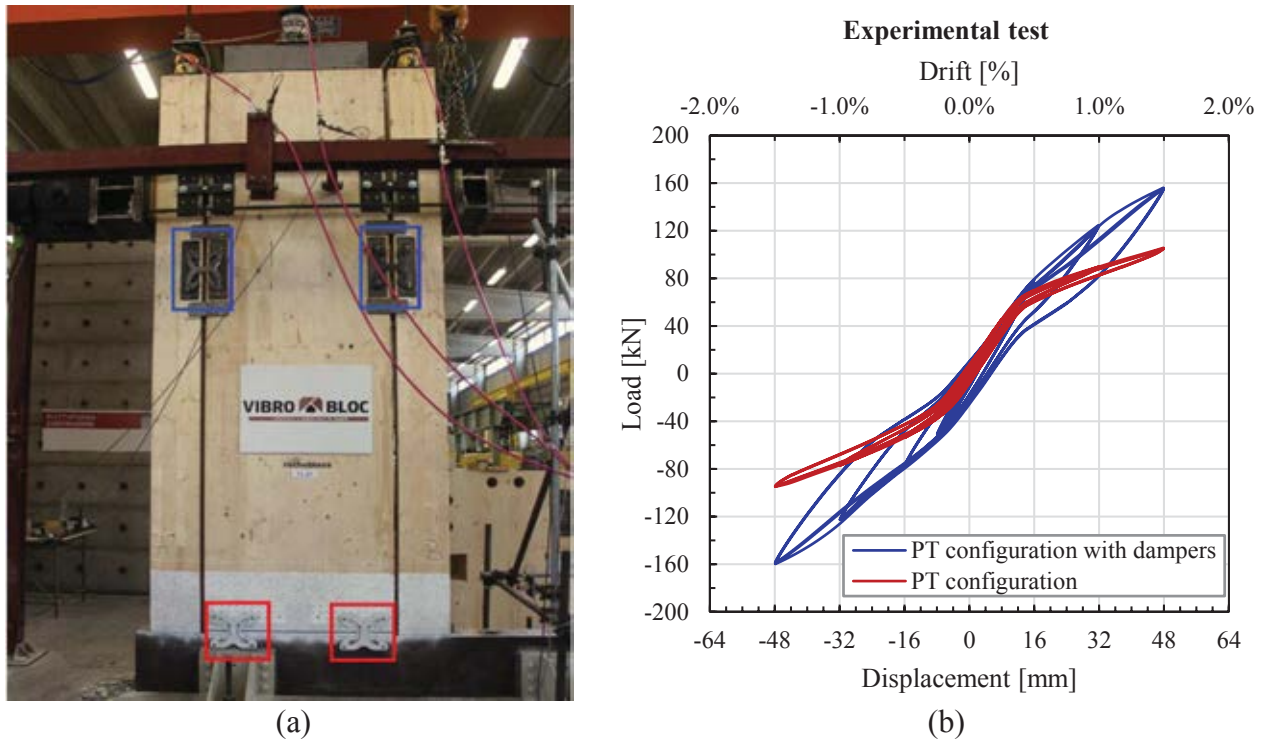 VIBRO BLOC
(a)
Experimental test
Drift [%]
-2.0% -1.0% 0.0% 1.0% 2.0%
200
160
120
80
40
0
-40
-80
-120
-160
-200
Load [kN]
PT configuration with dampers
PT configuration
-64 -48 -32 -16 0 16 32 48 64
Displacement [mm]
(b)